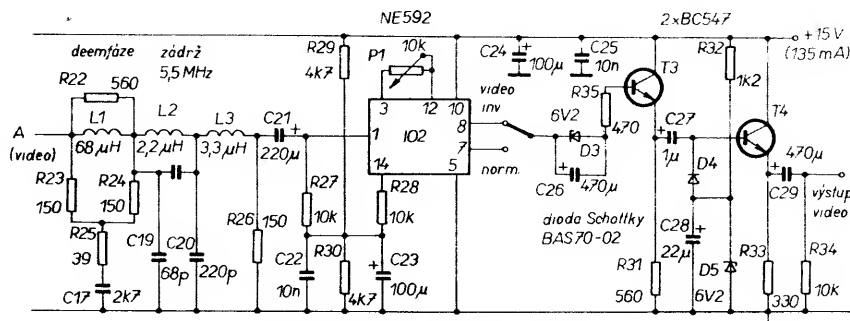 NE592
2xBC547
deemfáze
zádrž
5,5 MHz
R22
560
L1
68μH
L2
2,2μH
L3
3,3μH
A
(video)
R23
150
R24
150
R25
39
C17
2k7
C19
68p
C20
220p
C21
+
220μ
R26
150
R27
10k
C22
10n
R28
10k
R29
4k7
R30
4k7
C23
+
100μ
P1
10k
3
12
10
1
IO2
8
7
14
5
C24
+
100μ
C25
10n
video
inv
norm.
6V2
D3
R35
470
C26
+
470μ
T3
dioda Schottky
BAS70-02
R31
560
C27
+
1μ
D4
C28
+
22μ
D5
6V2
R32
1k2
T4
+15V
(135mA)
470μ
+
C29
výstup
video
R33
330
R34
10k